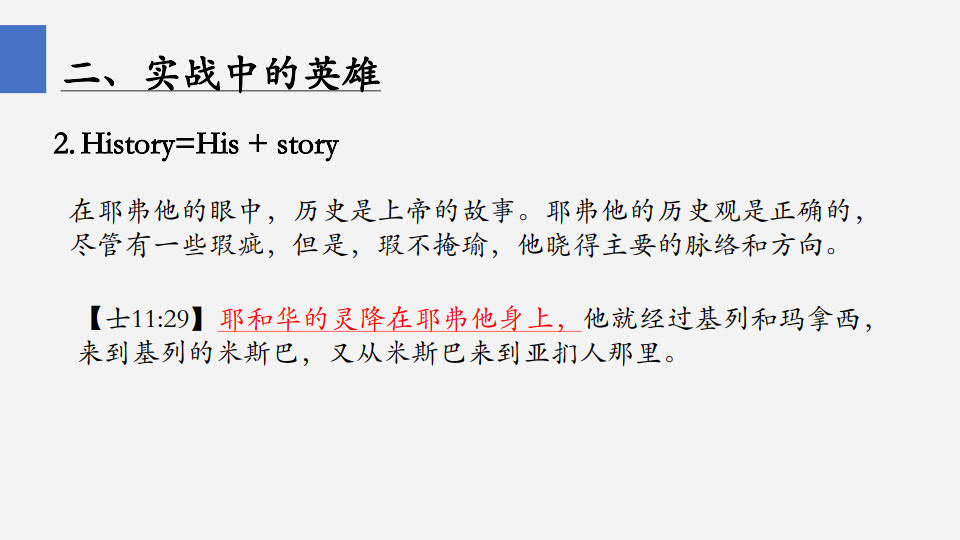 二、实战中的英雄
2. History=His + story
在耶弗他的眼中，历史是上帝的故事。耶弗他的历史观是正确的，
尽管有一些瑕疵，但是，瑕不掩瑜，他晓得主要的脉络和方向。
【士11:29】耶和华的灵降在耶弗他身上，他就经过基列和玛拿西，
来到基列的米斯巴，又从米斯巴来到亚扪人那里。